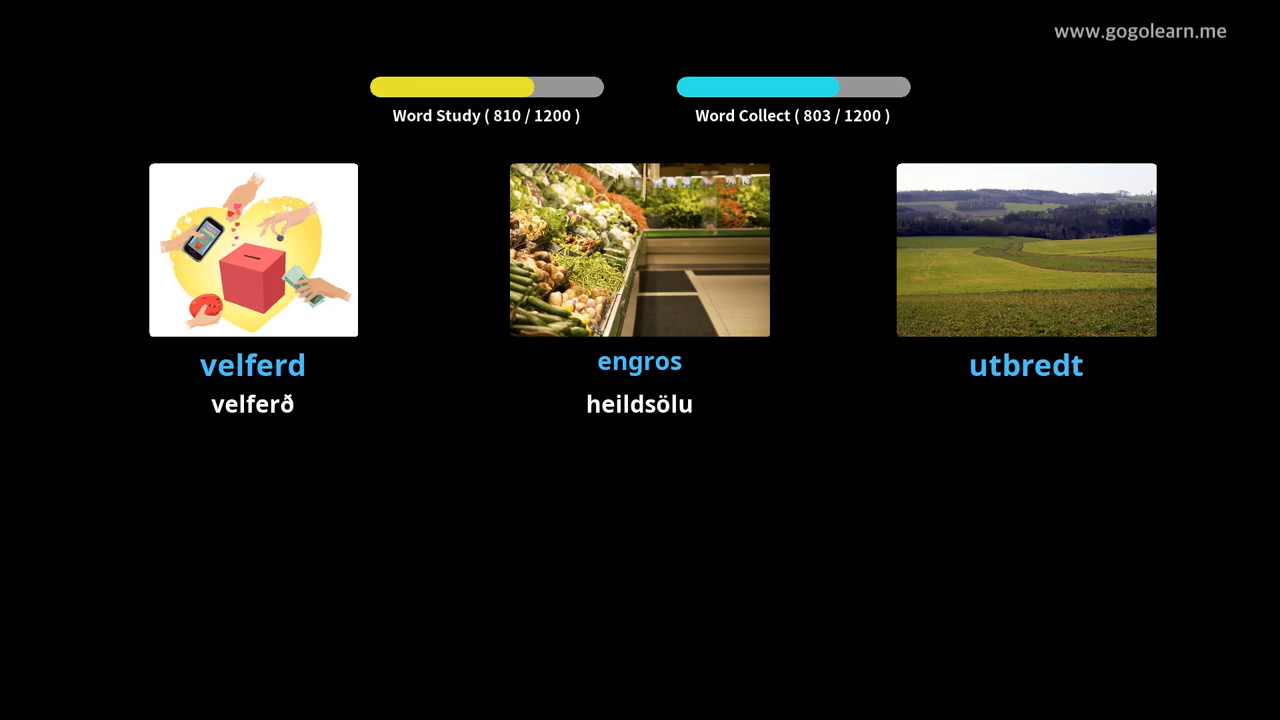 www.gogolearn.me
Word Study ( 810 / 1200 )
Word Collect ( 803 / 1200 )
velferd
velferð
engros
heildsölu
utbredt